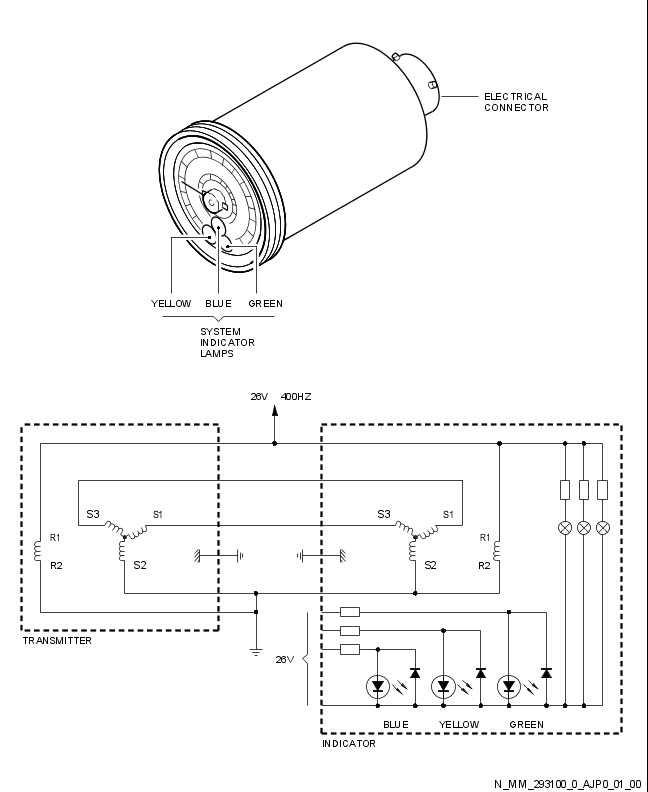 ELECTRICAL
CONNECTOR
YELLOW BLUE GREEN
SYSTEM
INDICATOR
LAMPS
26V 400HZ
S3 S1 S3 S1
R1 R1
R2 S2 S2 R2
TRANSMITTER
26V
BLUE YELLOW GREEN
INDICATOR
N_MM_293100_0_AJP0_01_00